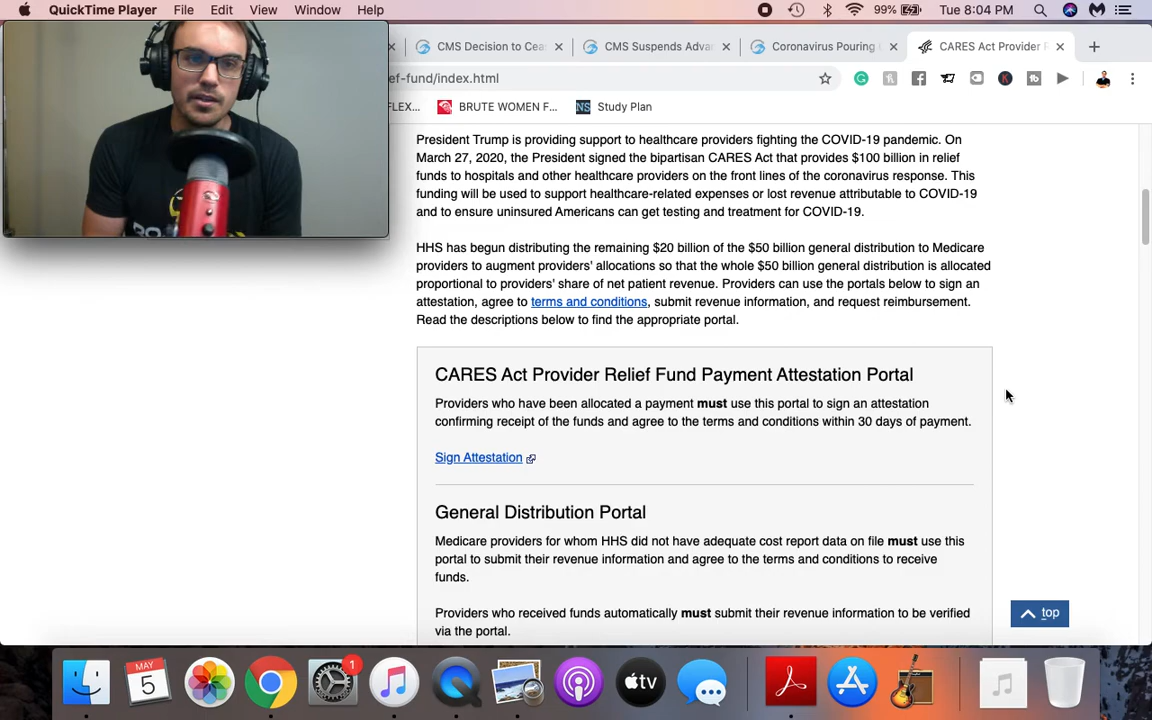 QuickTime Player File Edit View Window Help 99% Tue 8:04 PM
CMS Decision to Cea
CMS Suspends Adva
Coronavirus Pouring
CARES Act Provider
ef-fund/index.html
FLEX... BRUTE WOMEN F... NS Study Plan
President Trump is providing support to healthcare providers fighting the COVID-19 pandemic. On
March 27, 2020, the President signed the bipartisan CARES Act that provides $100 billion in relief
funds to hospitals and other healthcare providers on the front lines of the coronavirus response. This
funding will be used to support healthcare-related expenses or lost revenue attributable to COVID-19
and to ensure uninsured Americans can get testing and treatment for COVID-19.
HHS has begun distributing the remaining $20 billion of the $50 billion general distribution to Medicare
providers to augment providers' allocations so that the whole $50 billion general distribution is allocated
proportional to providers' share of net patient revenue. Providers can use the portals below to sign an
attestation, agree to terms and conditions, submit revenue information, and request reimbursement.
Read the descriptions below to find the appropriate portal.
CARES Act Provider Relief Fund Payment Attestation Portal
Providers who have been allocated a payment must use this portal to sign an attestation
confirming receipt of the funds and agree to the terms and conditions within 30 days of payment.
Sign Attestation
General Distribution Portal
Medicare providers for whom HHS did not have adequate cost report data on file must use this
portal to submit their revenue information and agree to the terms and conditions to receive
funds.
Providers who received funds automatically must submit their revenue information to be verified
via the portal.
top
MAY
5
1
tv